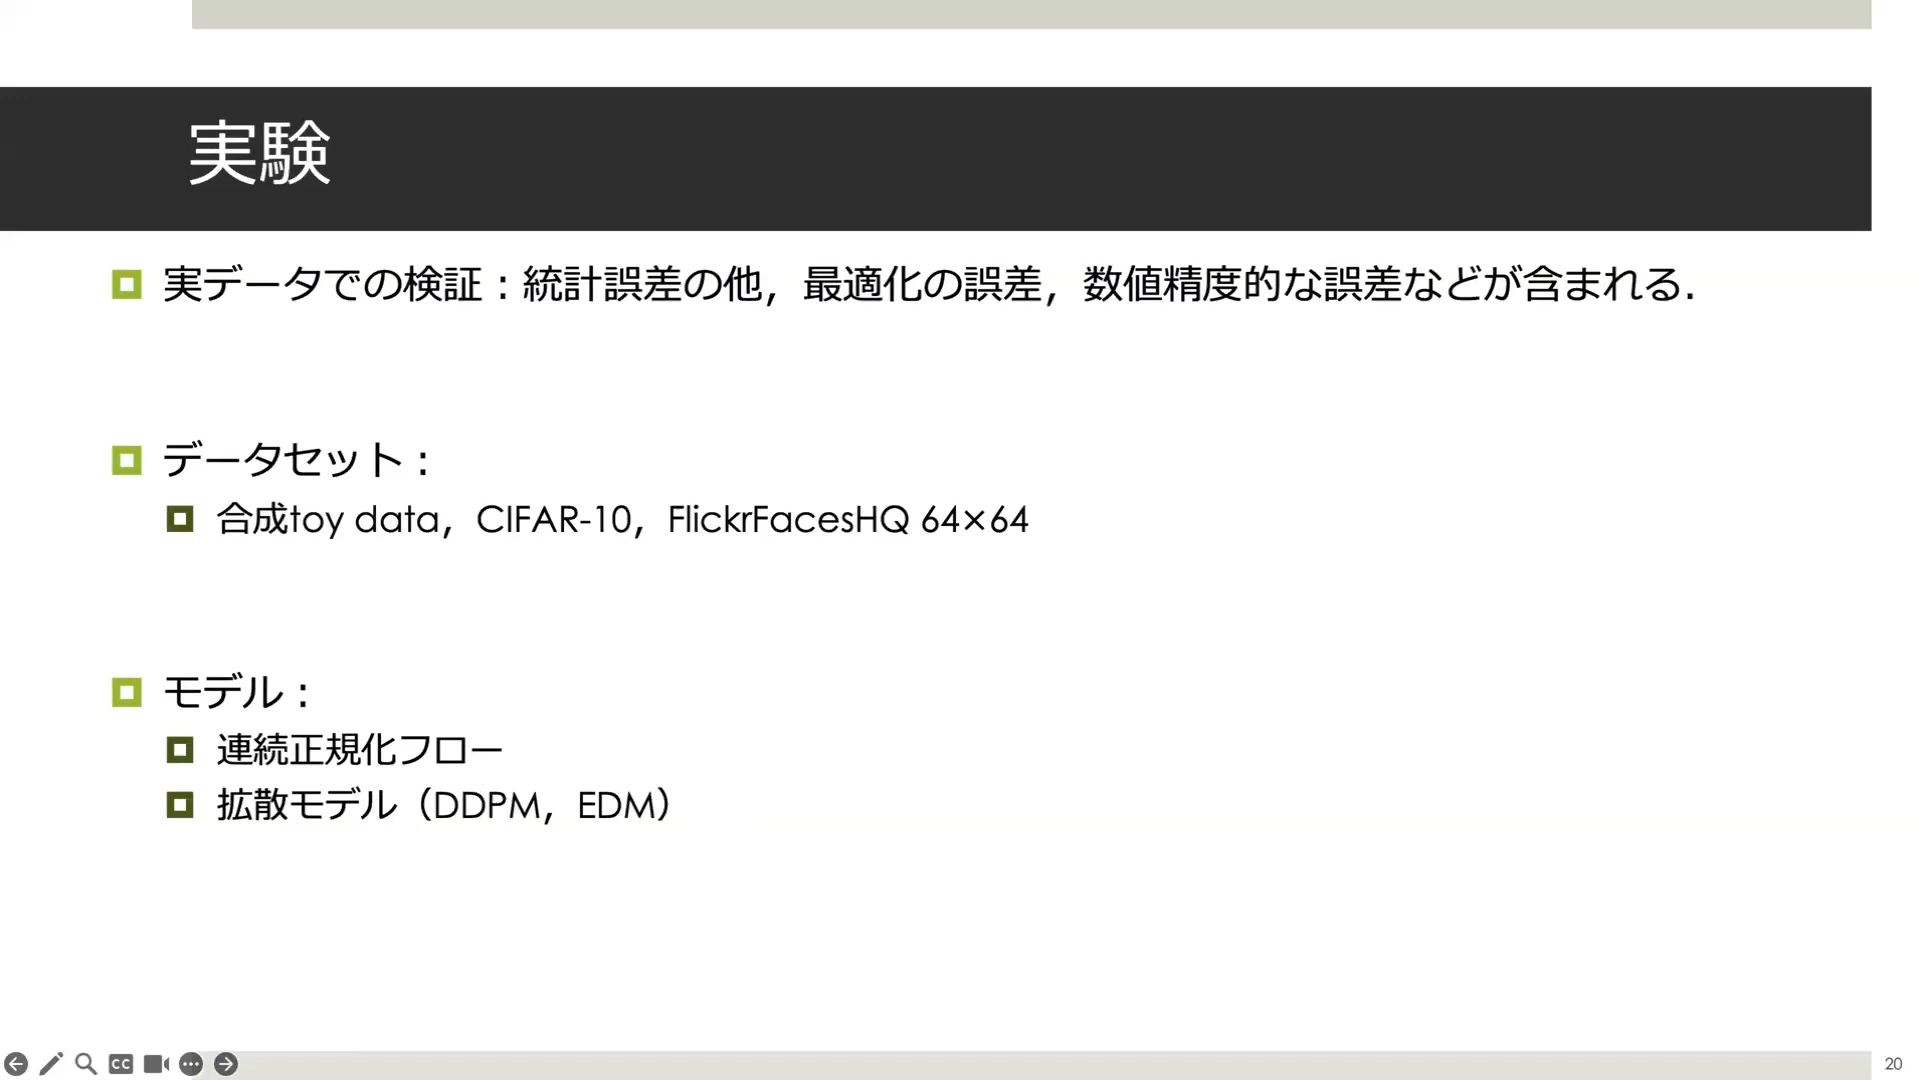 実験
実データでの検証：統計誤差の他，最適化の誤差，数値精度的な誤差などが含まれる．
データセット：
合成toy data，CIFAR-10，FlickrFacesHQ 64×64
モデル：
連続正規化フロー
拡散モデル（DDPM，EDM）
CC
20